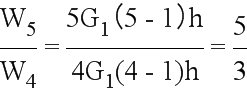 W₅/W₄ = 5G₁(5 - 1)h / 4G₁(4 - 1)h = 5/3